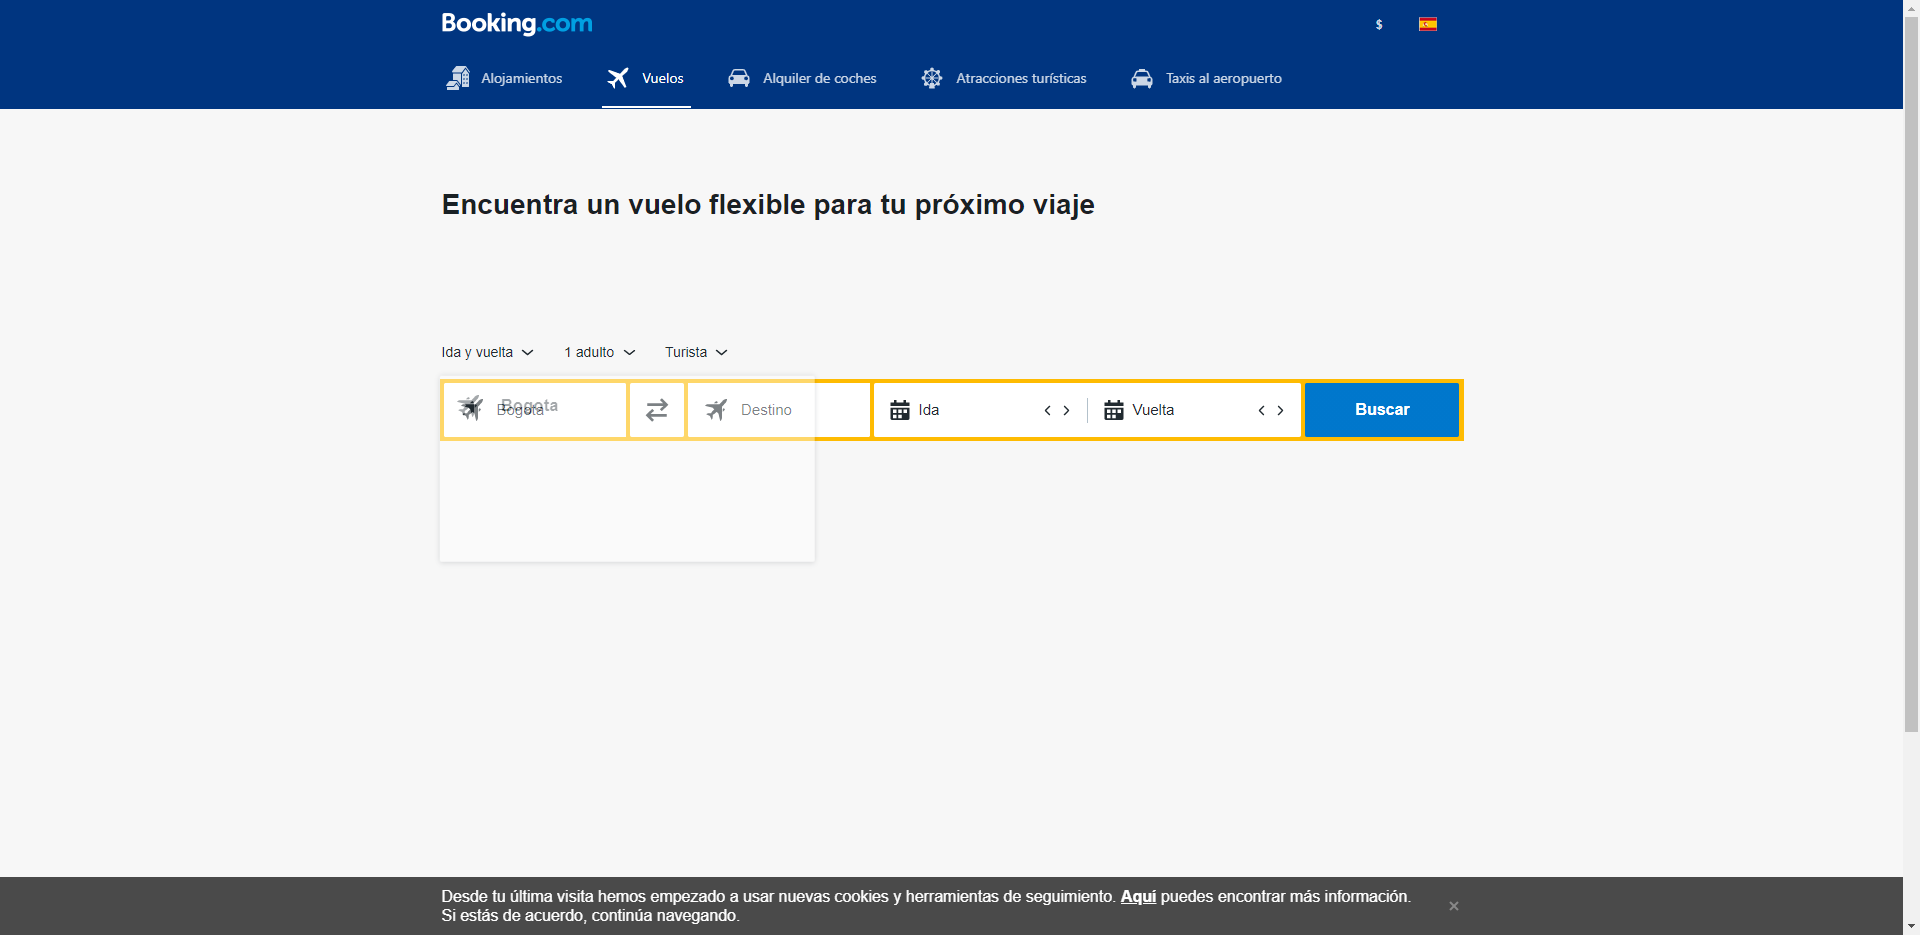 Booking.com
$
Alojamientos
Vuelos
Alquiler de coches
Atracciones turísticas
Taxis al aeropuerto
Encuentra un vuelo flexible para tu próximo viaje
Ida y vuelta
1 adulto
Turista
Bogota
Bogota
Destino
Ida
Vuelta
Buscar
Desde tu última visita hemos empezado a usar nuevas cookies y herramientas de seguimiento. Aquí puedes encontrar más información.
Si estás de acuerdo, continúa navegando.